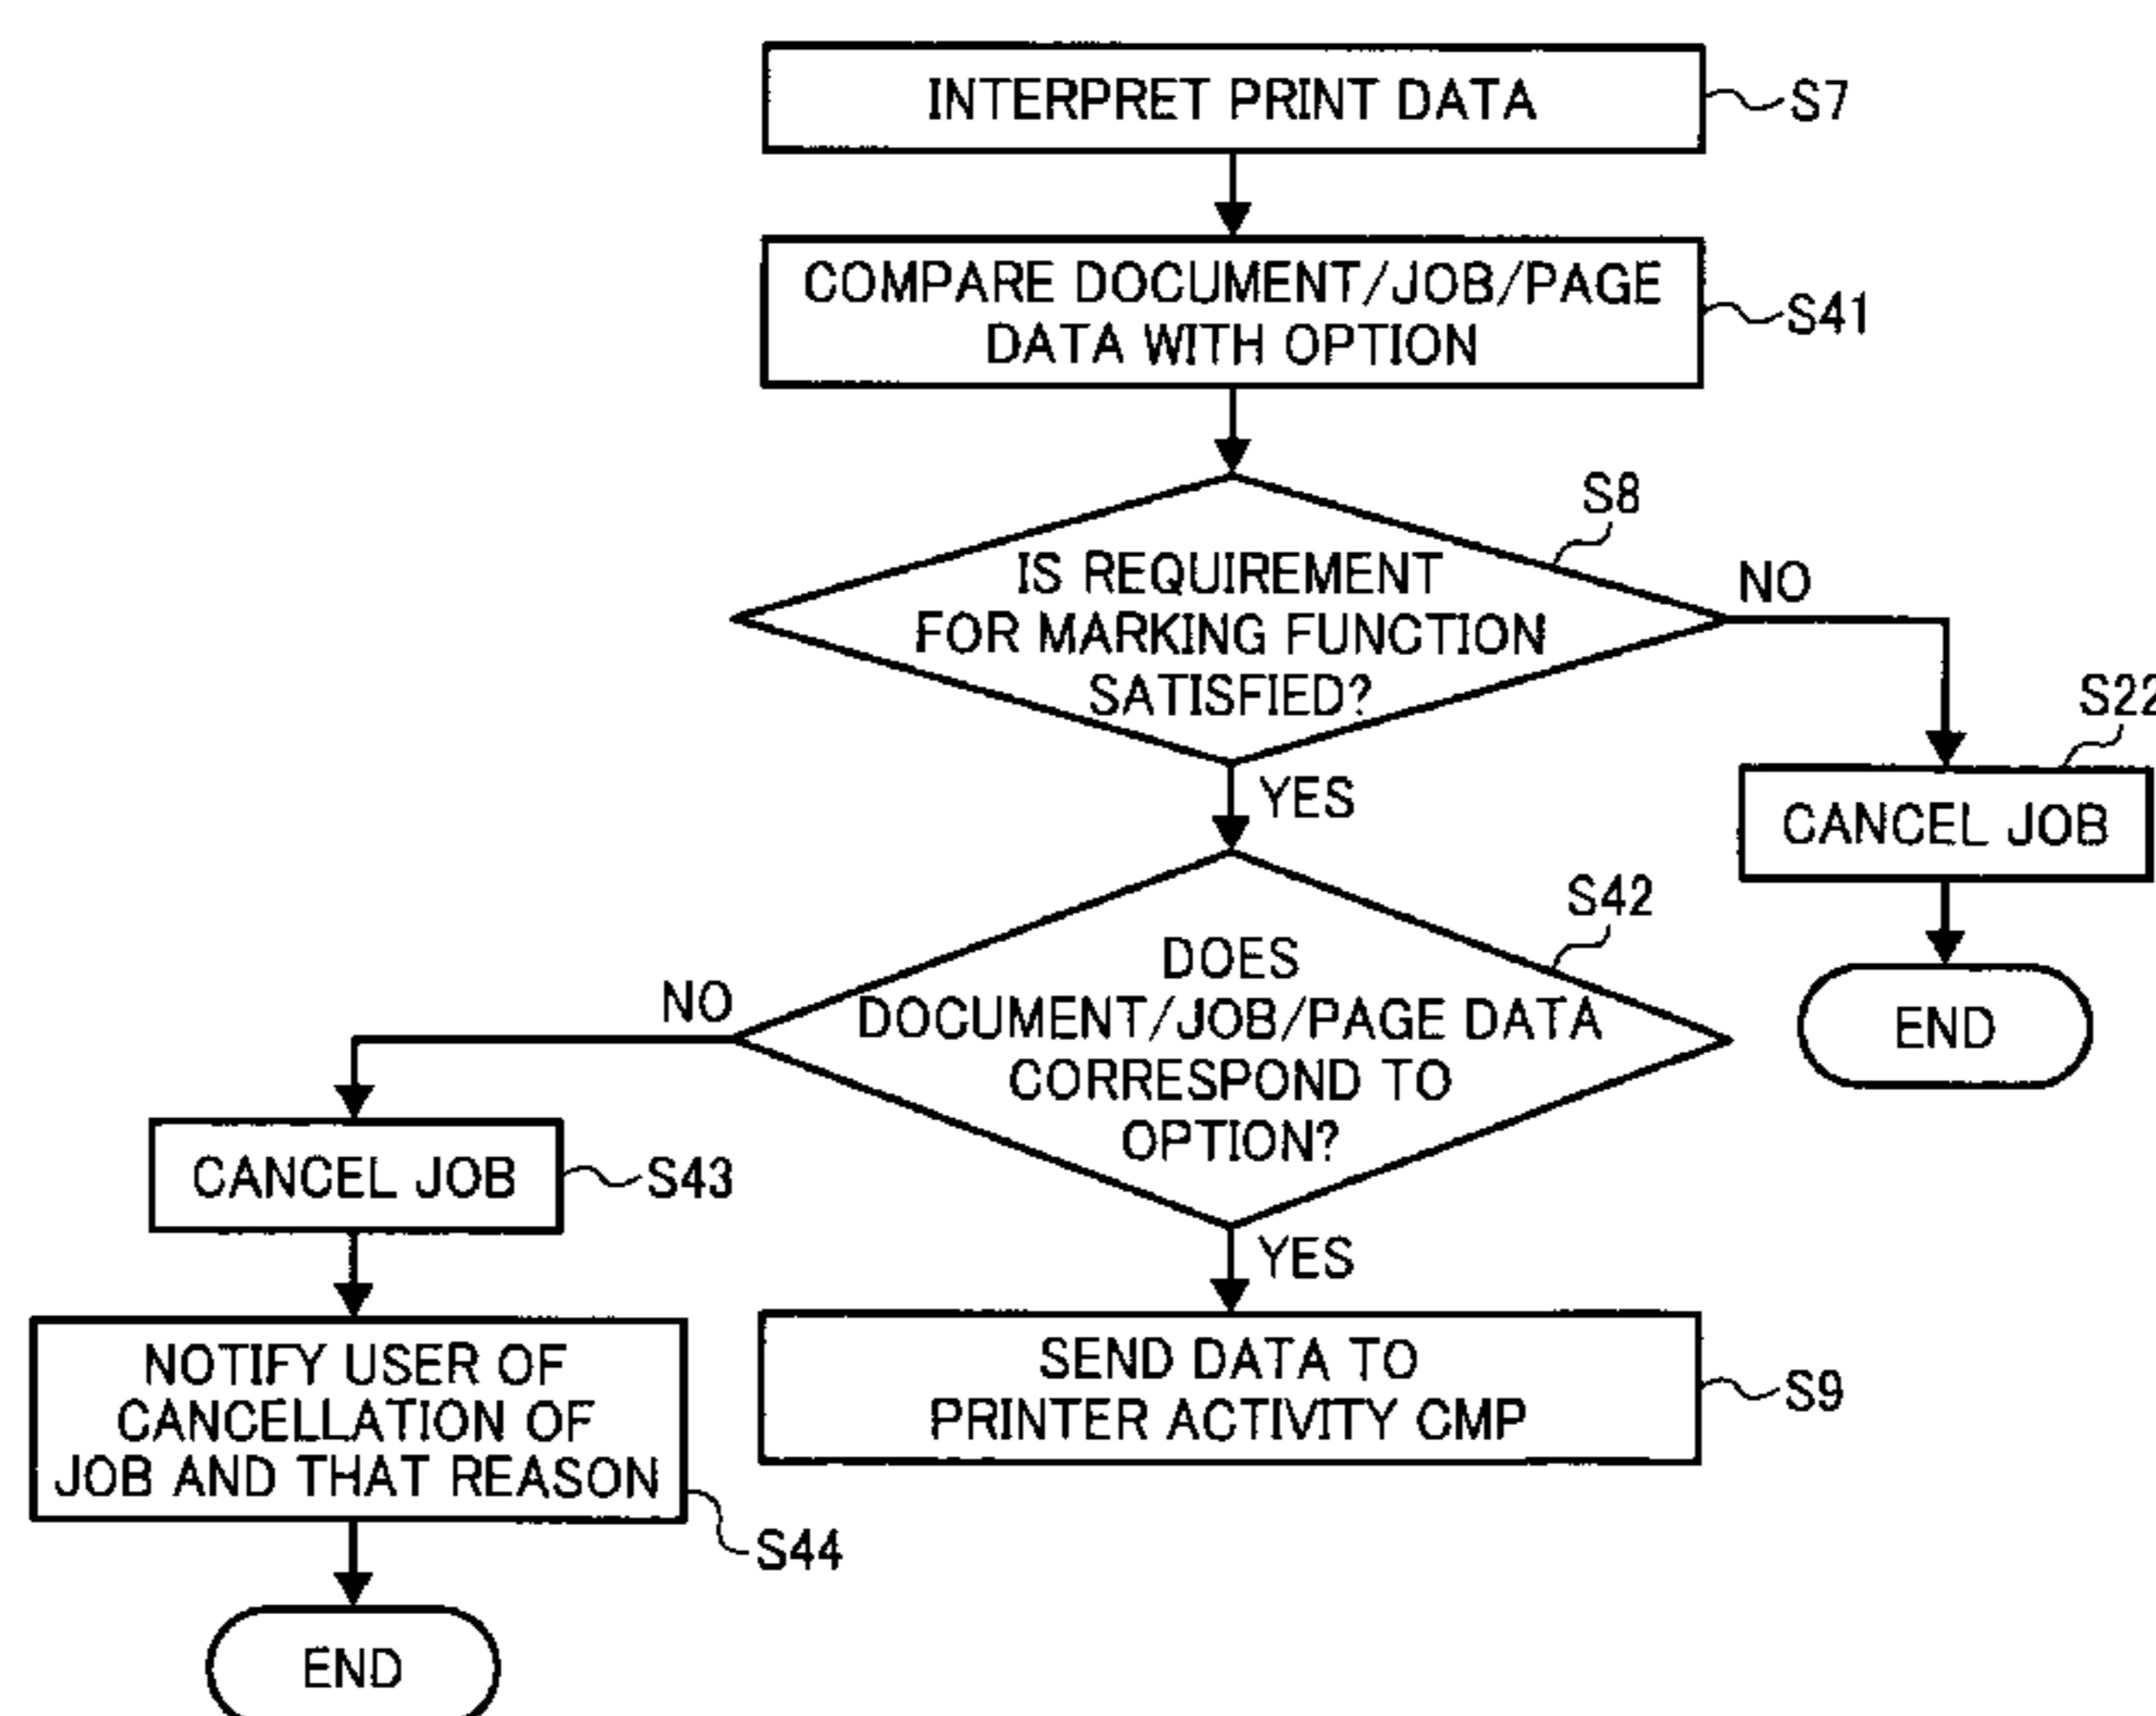 INTERPRET PRINT DATA
S7
COMPARE DOCUMENT/JOB/PAGE
DATA WITH OPTION
S41
S8
IS REQUIREMENT
FOR MARKING FUNCTION
SATISFIED?
NO
YES
S22
CANCEL JOB
END
S42
DOES
DOCUMENT/JOB/PAGE DATA
CORRESPOND TO
OPTION?
NO
YES
CANCEL JOB
S43
NOTIFY USER OF
CANCELLATION OF
JOB AND THAT REASON
S44
END
SEND DATA TO
PRINTER ACTIVITY CMP
S9